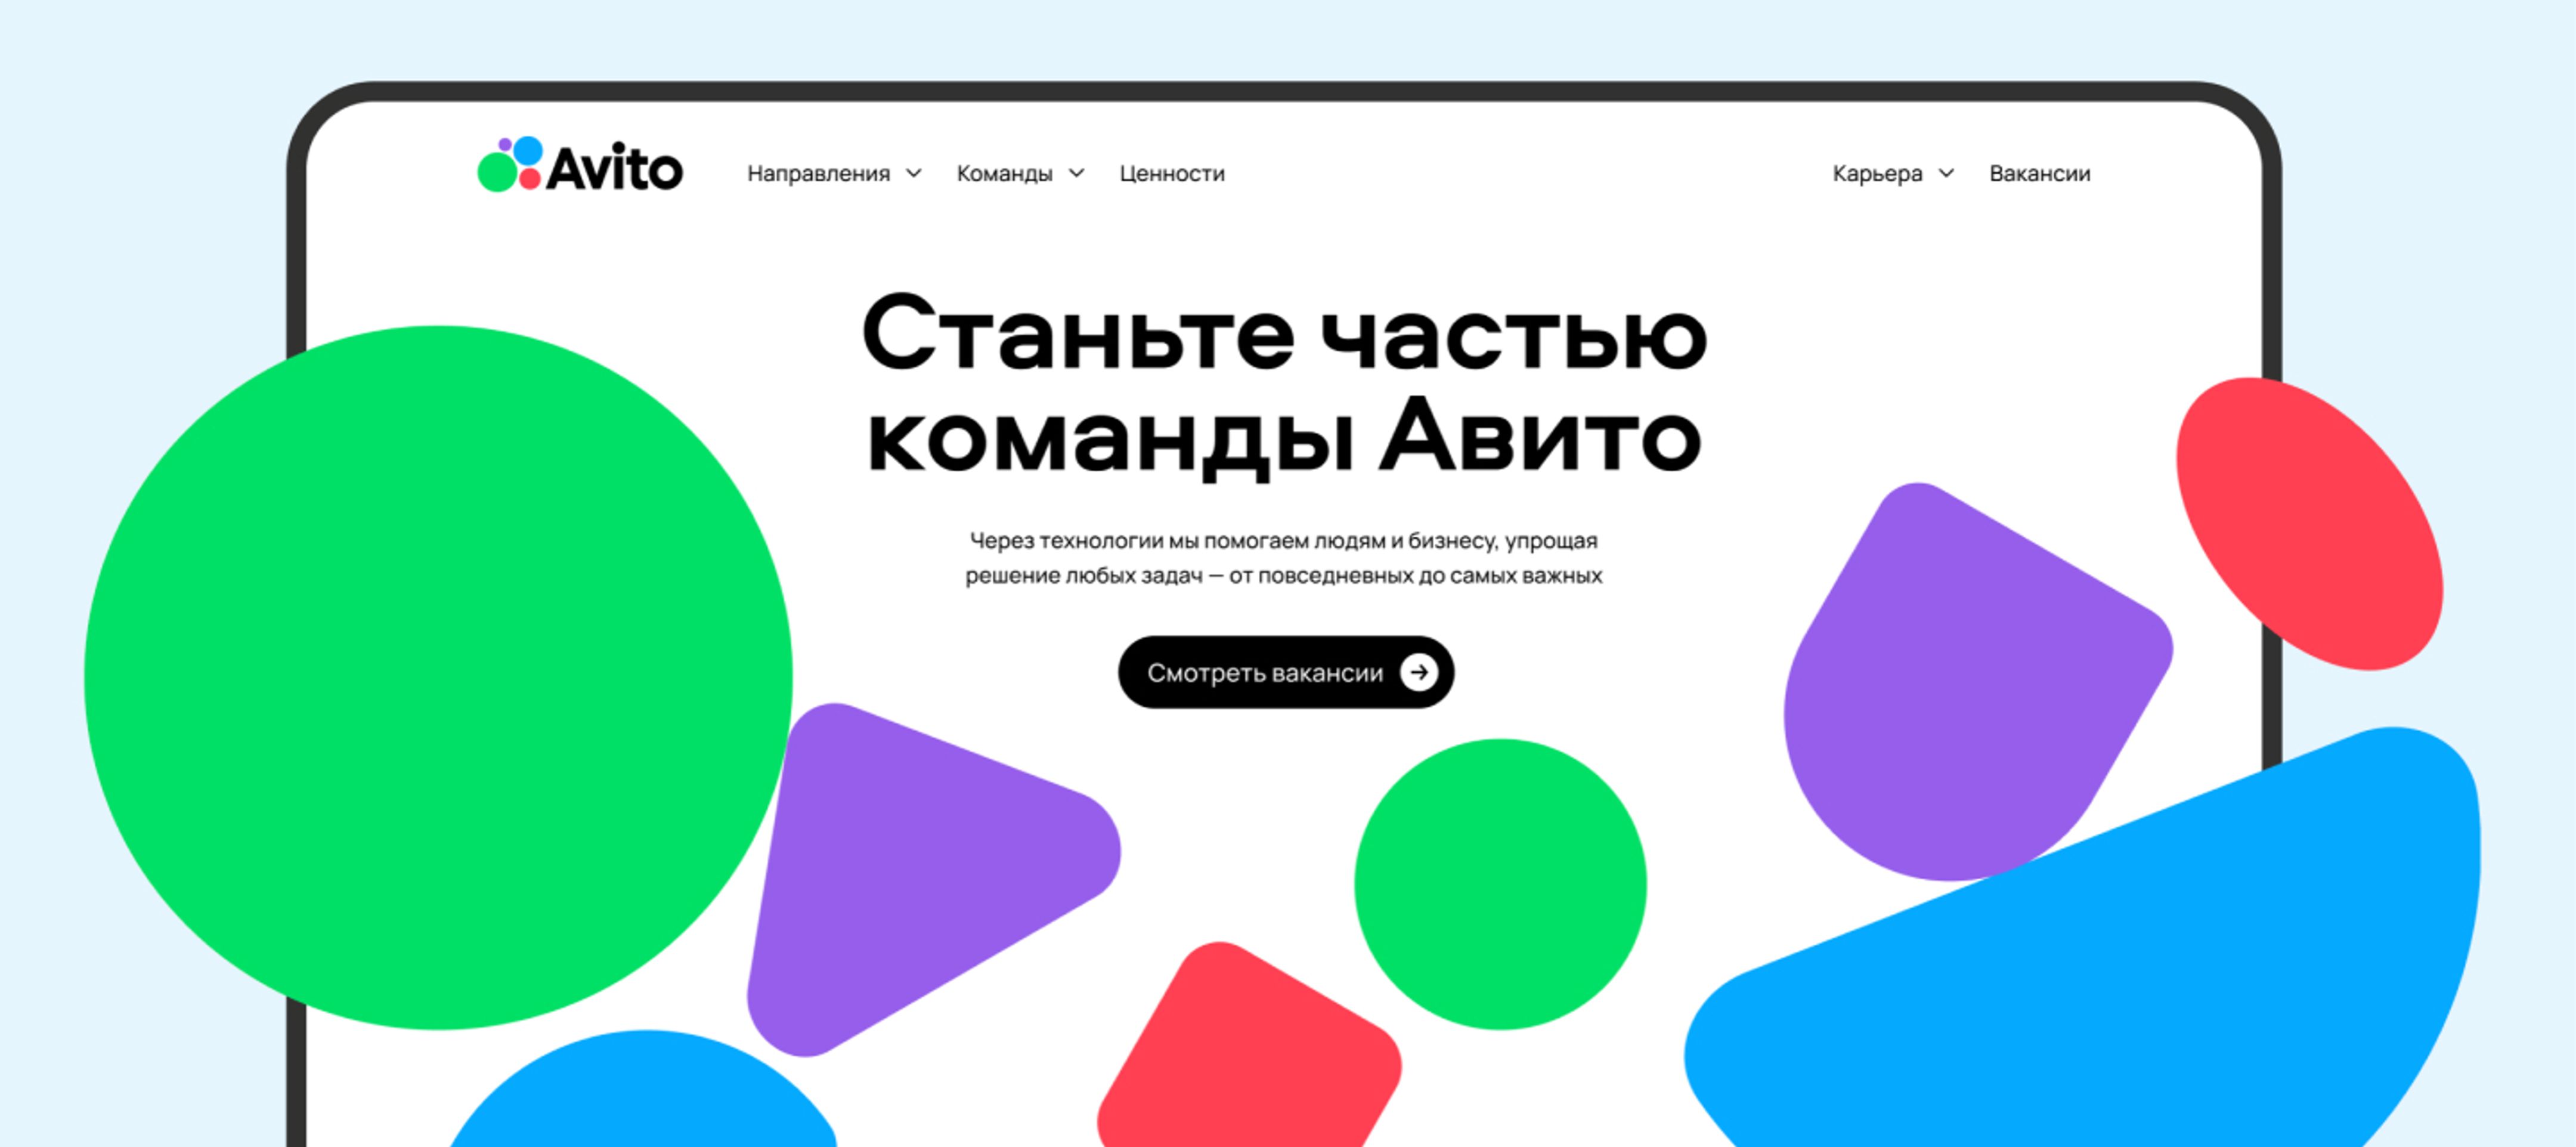 Avito Направления Команды Ценности Карьера Вакансии
Станьте частью
команды Авито
Через технологии мы помогаем людям и бизнесу, упрощая
решение любых задач — от повседневных до самых важных
Смотреть вакансии